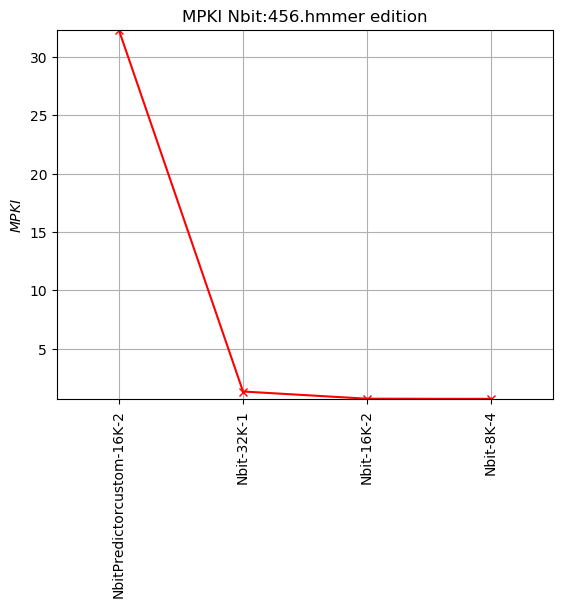 MPKI Nbit:456.hmmer edition
MPKI
30
25
20
15
10
5
NbitPredictorcustom-16K-2
Nbit-32K-1
Nbit-16K-2
Nbit-8K-4